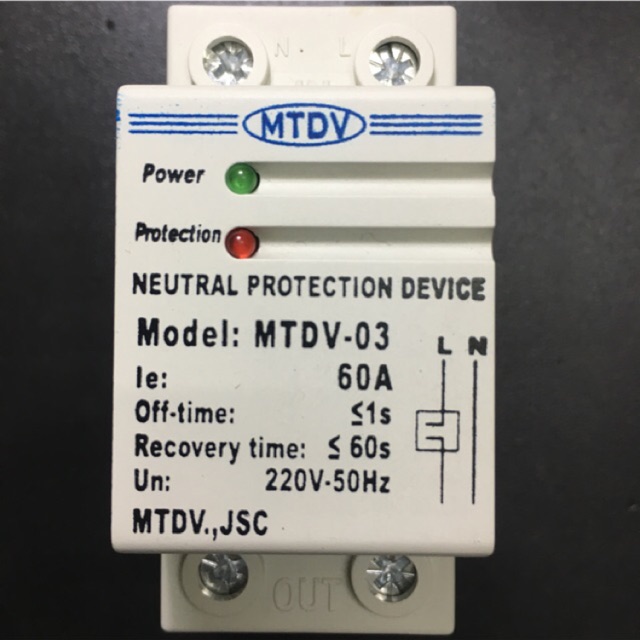 N L
IN
MTDV
Power
Protection
NEUTRAL PROTECTION DEVICE
Model: MTDV-03
L N
Ie: 60A
Off-time: ≤1s
Recovery time: ≤ 60s
Un: 220V-50Hz
MTDV.,JSC
OUT